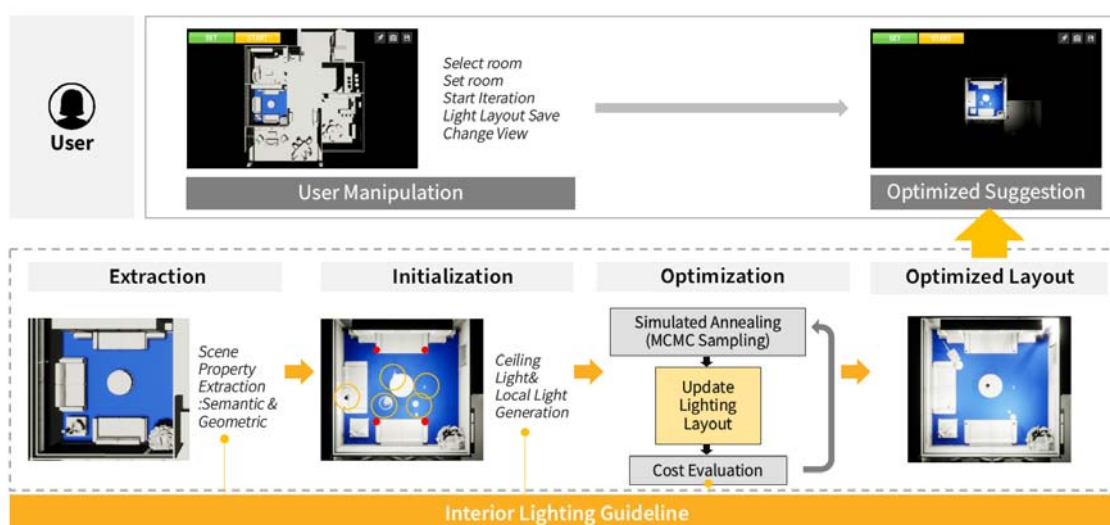 SET
START
SET
START
Select room
Set room
Start Iteration
Light Layout Save
Change View
User
User Manipulation
Optimized Suggestion
Extraction
Initialization
Optimization
Optimized Layout
Scene
Property
Extraction
:Semantic &
Geometric
Ceiling
Light&
Local Light
Generation
Simulated Annealing
(MCMC Sampling)
Update
Lighting
Layout
Cost Evaluation
Interior Lighting Guideline